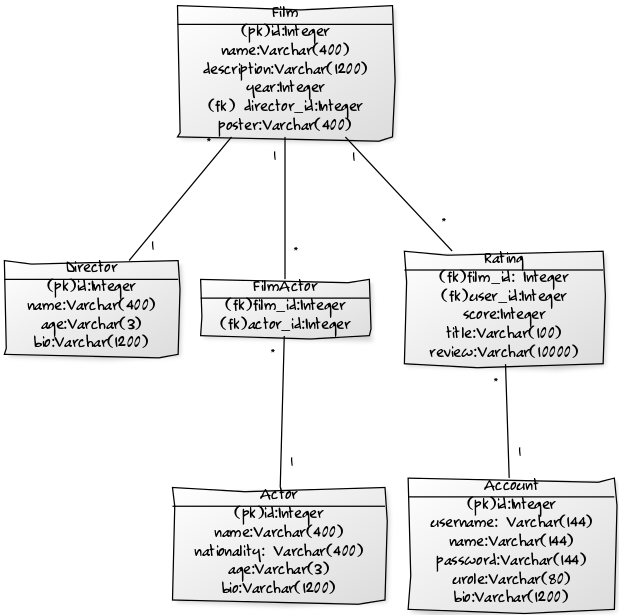 Film
(pk)id:Integer
name:Varchar(400)
description:Varchar(1200)
year:Integer
(fk) director_id:Integer
poster:Varchar(400)
*
1
1
1
*
*
Director
(pk)id:Integer
name:Varchar(400)
age:Varchar(3)
bio:Varchar(1200)
FilmActor
(fk)film_id:Integer
(fk)actor_id:Integer
Rating
(fk)film_id: Integer
(fk)user_id:Integer
score:Integer
title:Varchar(100)
review:Varchar(10000)
*
*
1
1
Actor
(pk)id:Integer
name:Varchar(400)
nationality: Varchar(400)
age:Varchar(3)
bio:Varchar(1200)
Account
(pk)id:Integer
username: Varchar(144)
name:Varchar(144)
password:Varchar(144)
urole:Varchar(80)
bio:Varchar(1200)